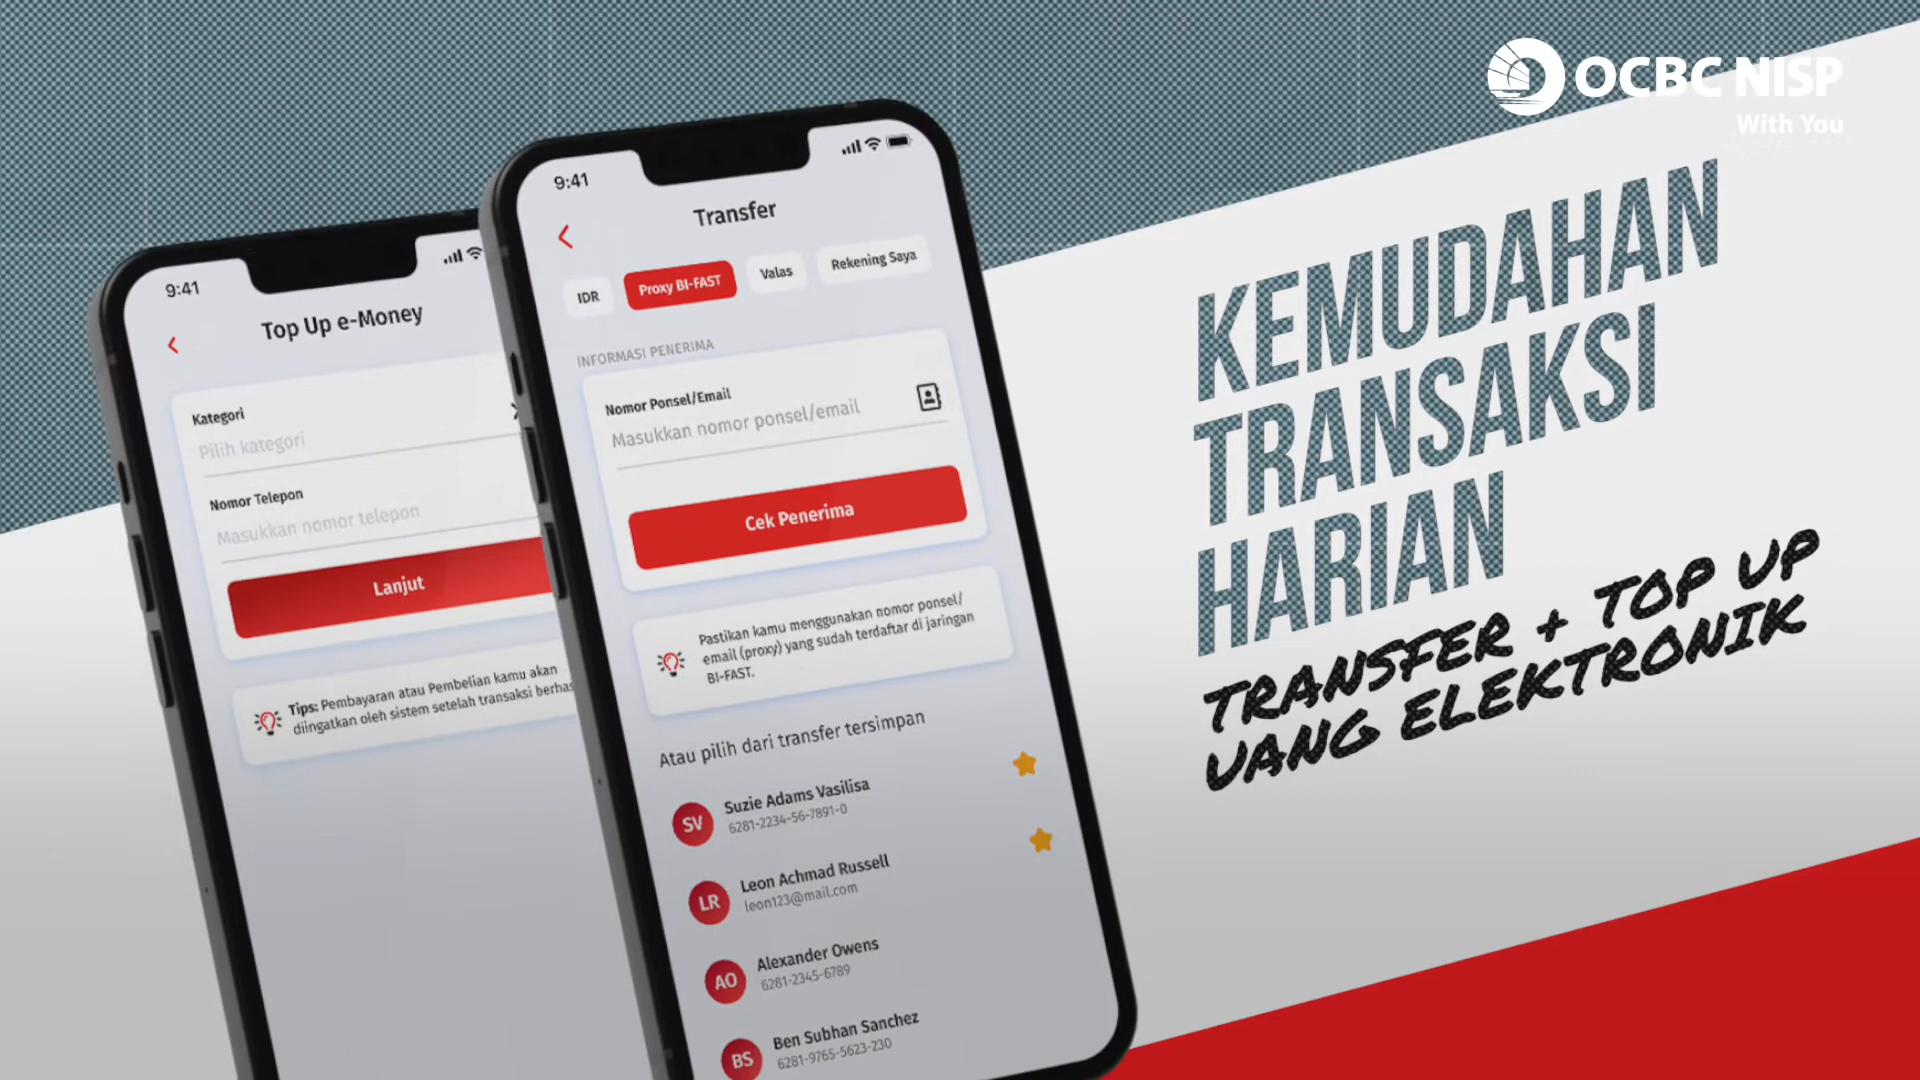 OCBC NISP
With You
KEMUDAHAN
TRANSAKSI
HARIAN
TRANSFER + TOP UP
UANG ELEKTRONIK
9:41
Top Up e-Money
Kategori
Pilih kategori
Nomor Telepon
Masukkan nomor telepon
Lanjut
Tips: Pembayaran atau Pembelian kamu akan
diingatkan oleh sistem setelah transaksi berhas
9:41
Transfer
IDR
Proxy BI-FAST
Valas
Rekening Saya
INFORMASI PENERIMA
Nomor Ponsel/Email
Masukkan nomor ponsel/email
Cek Penerima
Pastikan kamu menggunakan nomor ponsel/
email (proxy) yang sudah terdaftar di jaringan
BI-FAST.
Atau pilih dari transfer tersimpan
SV
Suzie Adams Vasilisa
6281-2234-56-7891-0
LR
Leon Achmad Russell
leon123@mail.com
AO
Alexander Owens
6281-2345-6789
BS
Ben Subhan Sanchez
6281-9765-5623-230